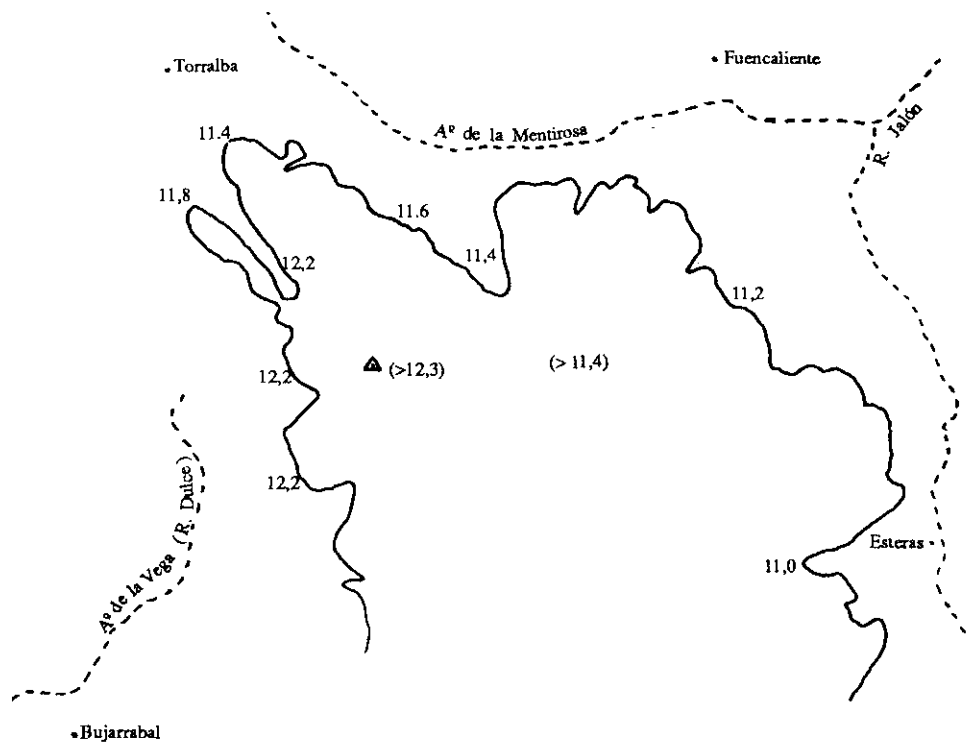 Torralba
Fuencaliente
Aº de la Mentirosa
R. Jalón
11.4
11,8
11.6
11,4
12,2
11,2
(>12,3)
(> 11,4)
12,2
12,2
Aº de la Vega (R. Dulce)
Esteras
11,0
Bujarrabal